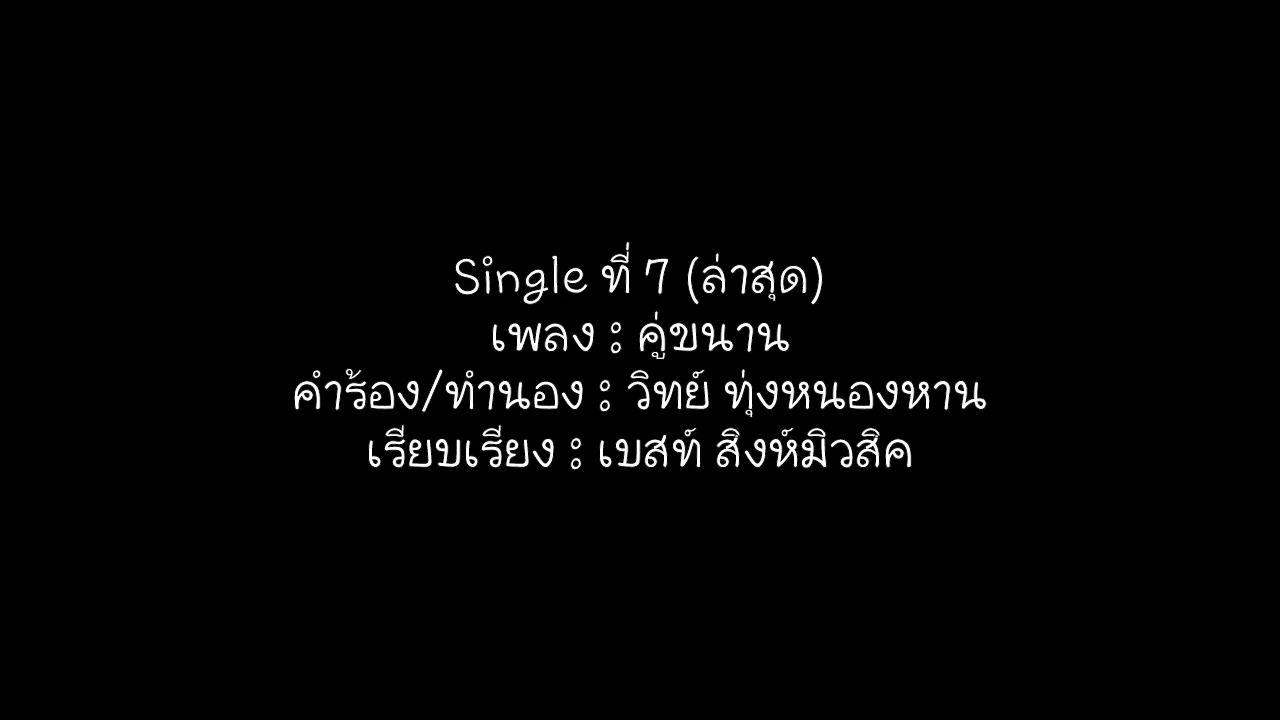 Single ที่ 7 (ล่าสุด)
เพลง : คู่ขนาน
คำร้อง/ทำนอง : วิทย์ ทุ่งหนองหาน
เรียบเรียง : เบสท์ สิงห์มิวสิค